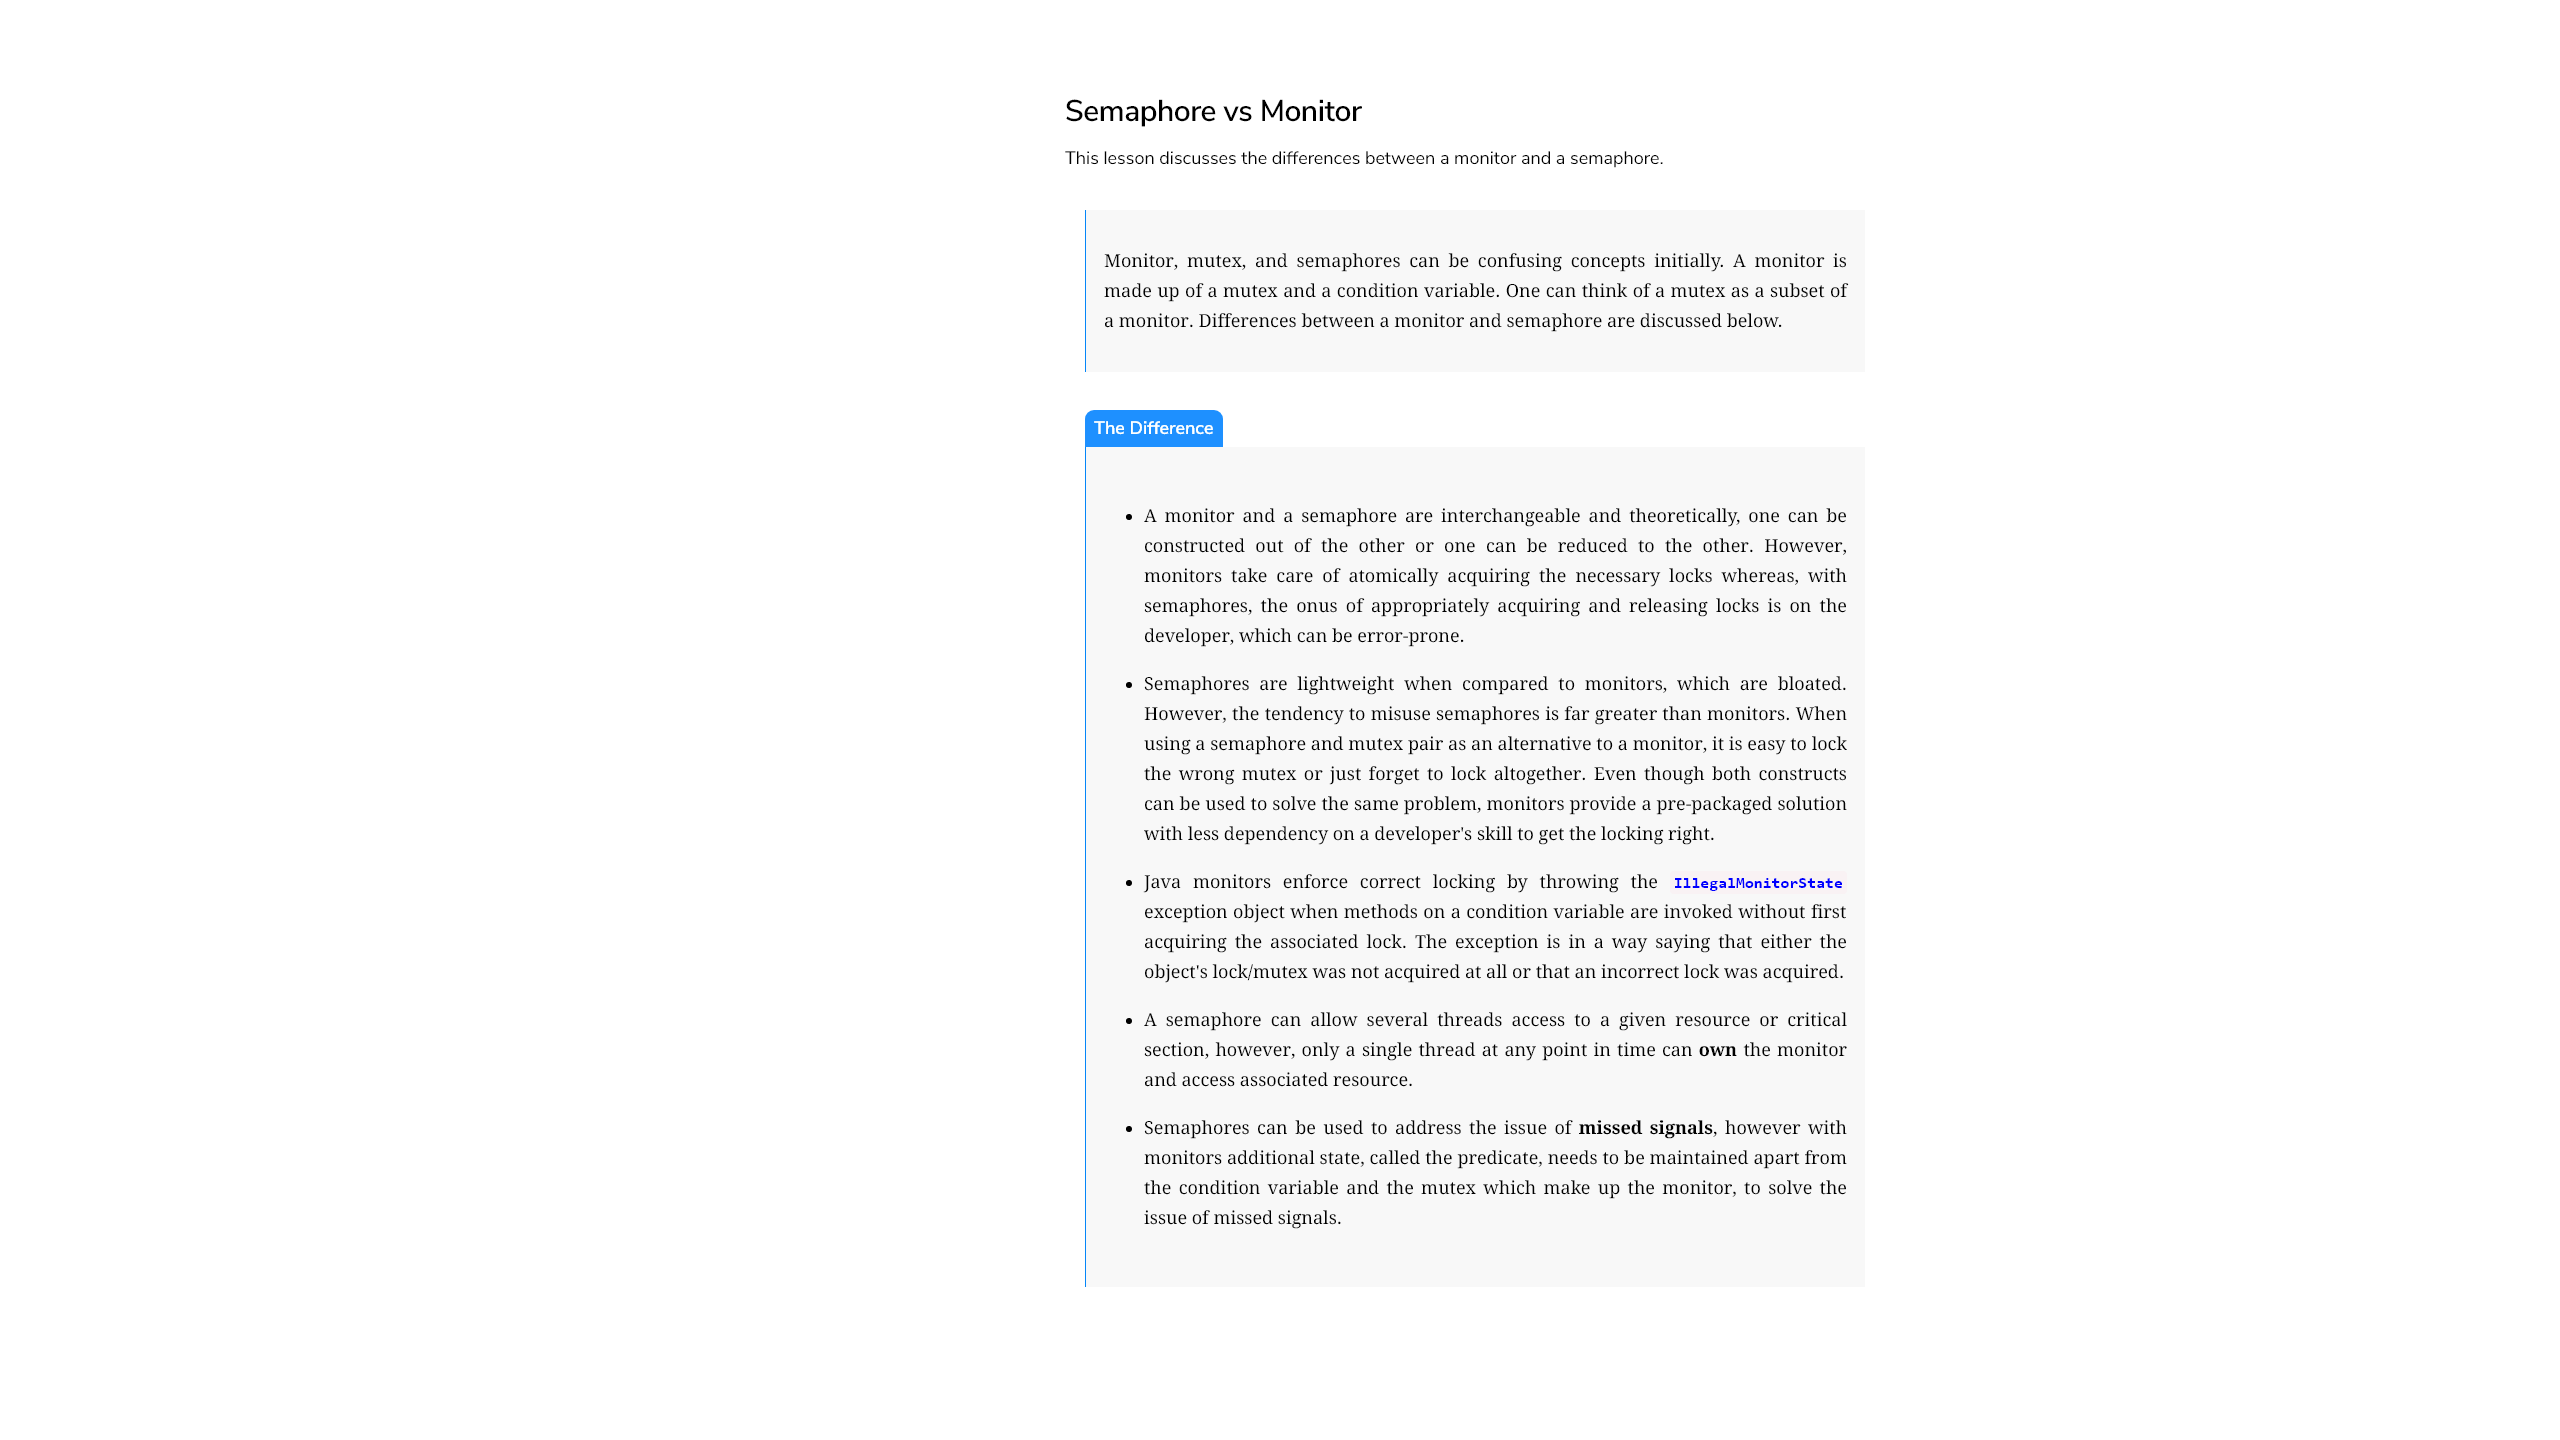 Semaphore vs Monitor
This lesson discusses the differences between a monitor and a semaphore.
Monitor, mutex, and semaphores can be confusing concepts initially. A monitor is
made up of a mutex and a condition variable. One can think of a mutex as a subset of
a monitor. Differences between a monitor and semaphore are discussed below.
The Difference
• A monitor and a semaphore are interchangeable and theoretically, one can be
constructed out of the other or one can be reduced to the other. However,
monitors take care of atomically acquiring the necessary locks whereas, with
semaphores, the onus of appropriately acquiring and releasing locks is on the
developer, which can be error-prone.
• Semaphores are lightweight when compared to monitors, which are bloated.
However, the tendency to misuse semaphores is far greater than monitors. When
using a semaphore and mutex pair as an alternative to a monitor, it is easy to lock
the wrong mutex or just forget to lock altogether. Even though both constructs
can be used to solve the same problem, monitors provide a pre-packaged solution
with less dependency on a developer's skill to get the locking right.
• Java monitors enforce correct locking by throwing the IllegalMonitorState
exception object when methods on a condition variable are invoked without first
acquiring the associated lock. The exception is in a way saying that either the
object's lock/mutex was not acquired at all or that an incorrect lock was acquired.
• A semaphore can allow several threads access to a given resource or critical
section, however, only a single thread at any point in time can own the monitor
and access associated resource.
• Semaphores can be used to address the issue of missed signals, however with
monitors additional state, called the predicate, needs to be maintained apart from
the condition variable and the mutex which make up the monitor, to solve the
issue of missed signals.